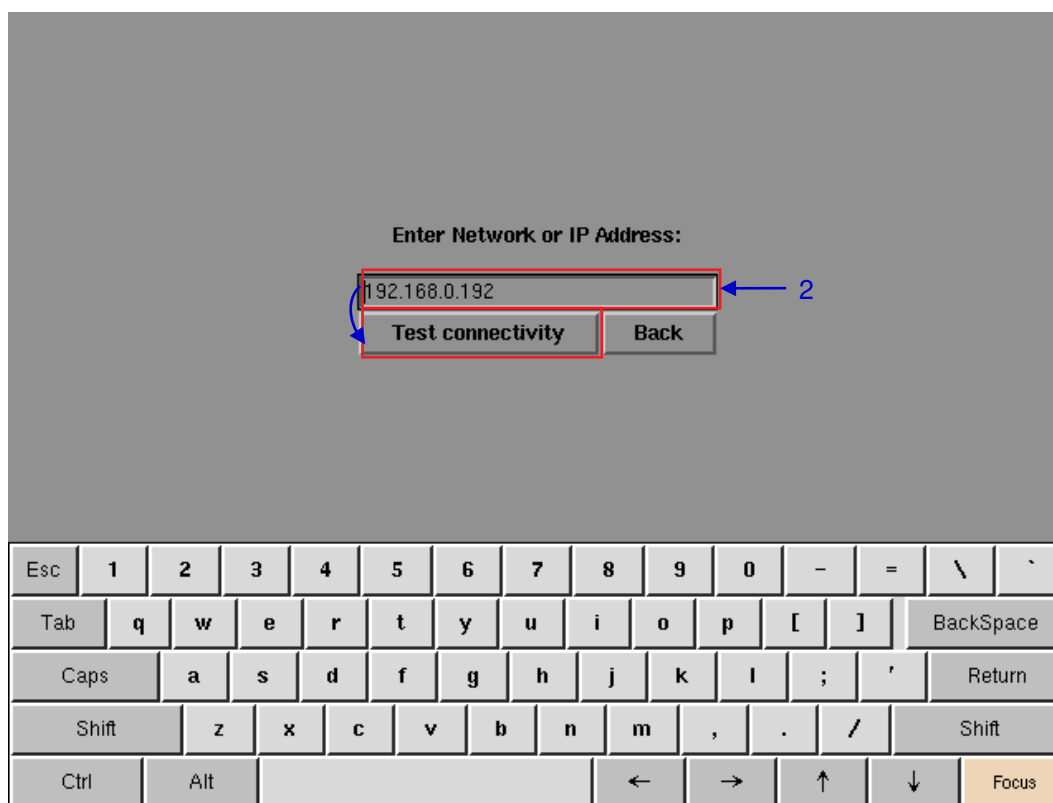 Enter Network or IP Address:
192.168.0.192
2
Test connectivity Back
Esc 1 2 3 4 5 6 7 8 9 0 - = \ `
Tab q w e r t y u i o p [ ] BackSpace
Caps a s d f g h j k l ; ' Return
Shift z x c v b n m , . / Shift
Ctrl Alt ← → ↑ ↓ Focus